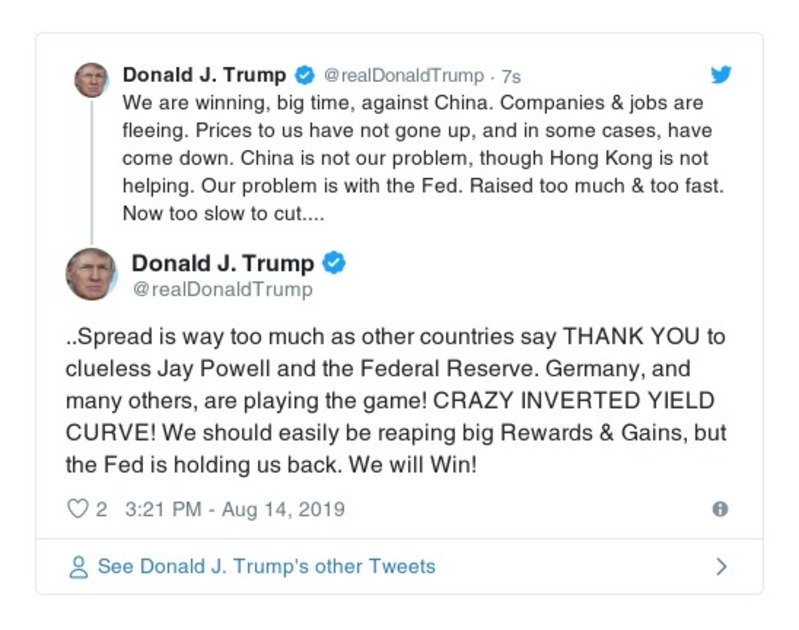 Donald J. Trump @realDonaldTrump · 7s
We are winning, big time, against China. Companies & jobs are
fleeing. Prices to us have not gone up, and in some cases, have
come down. China is not our problem, though Hong Kong is not
helping. Our problem is with the Fed. Raised too much & too fast.
Now too slow to cut....
Donald J. Trump
@realDonaldTrump
..Spread is way too much as other countries say THANK YOU to
clueless Jay Powell and the Federal Reserve. Germany, and
many others, are playing the game! CRAZY INVERTED YIELD
CURVE! We should easily be reaping big Rewards & Gains, but
the Fed is holding us back. We will Win!
2 3:21 PM - Aug 14, 2019
See Donald J. Trump's other Tweets